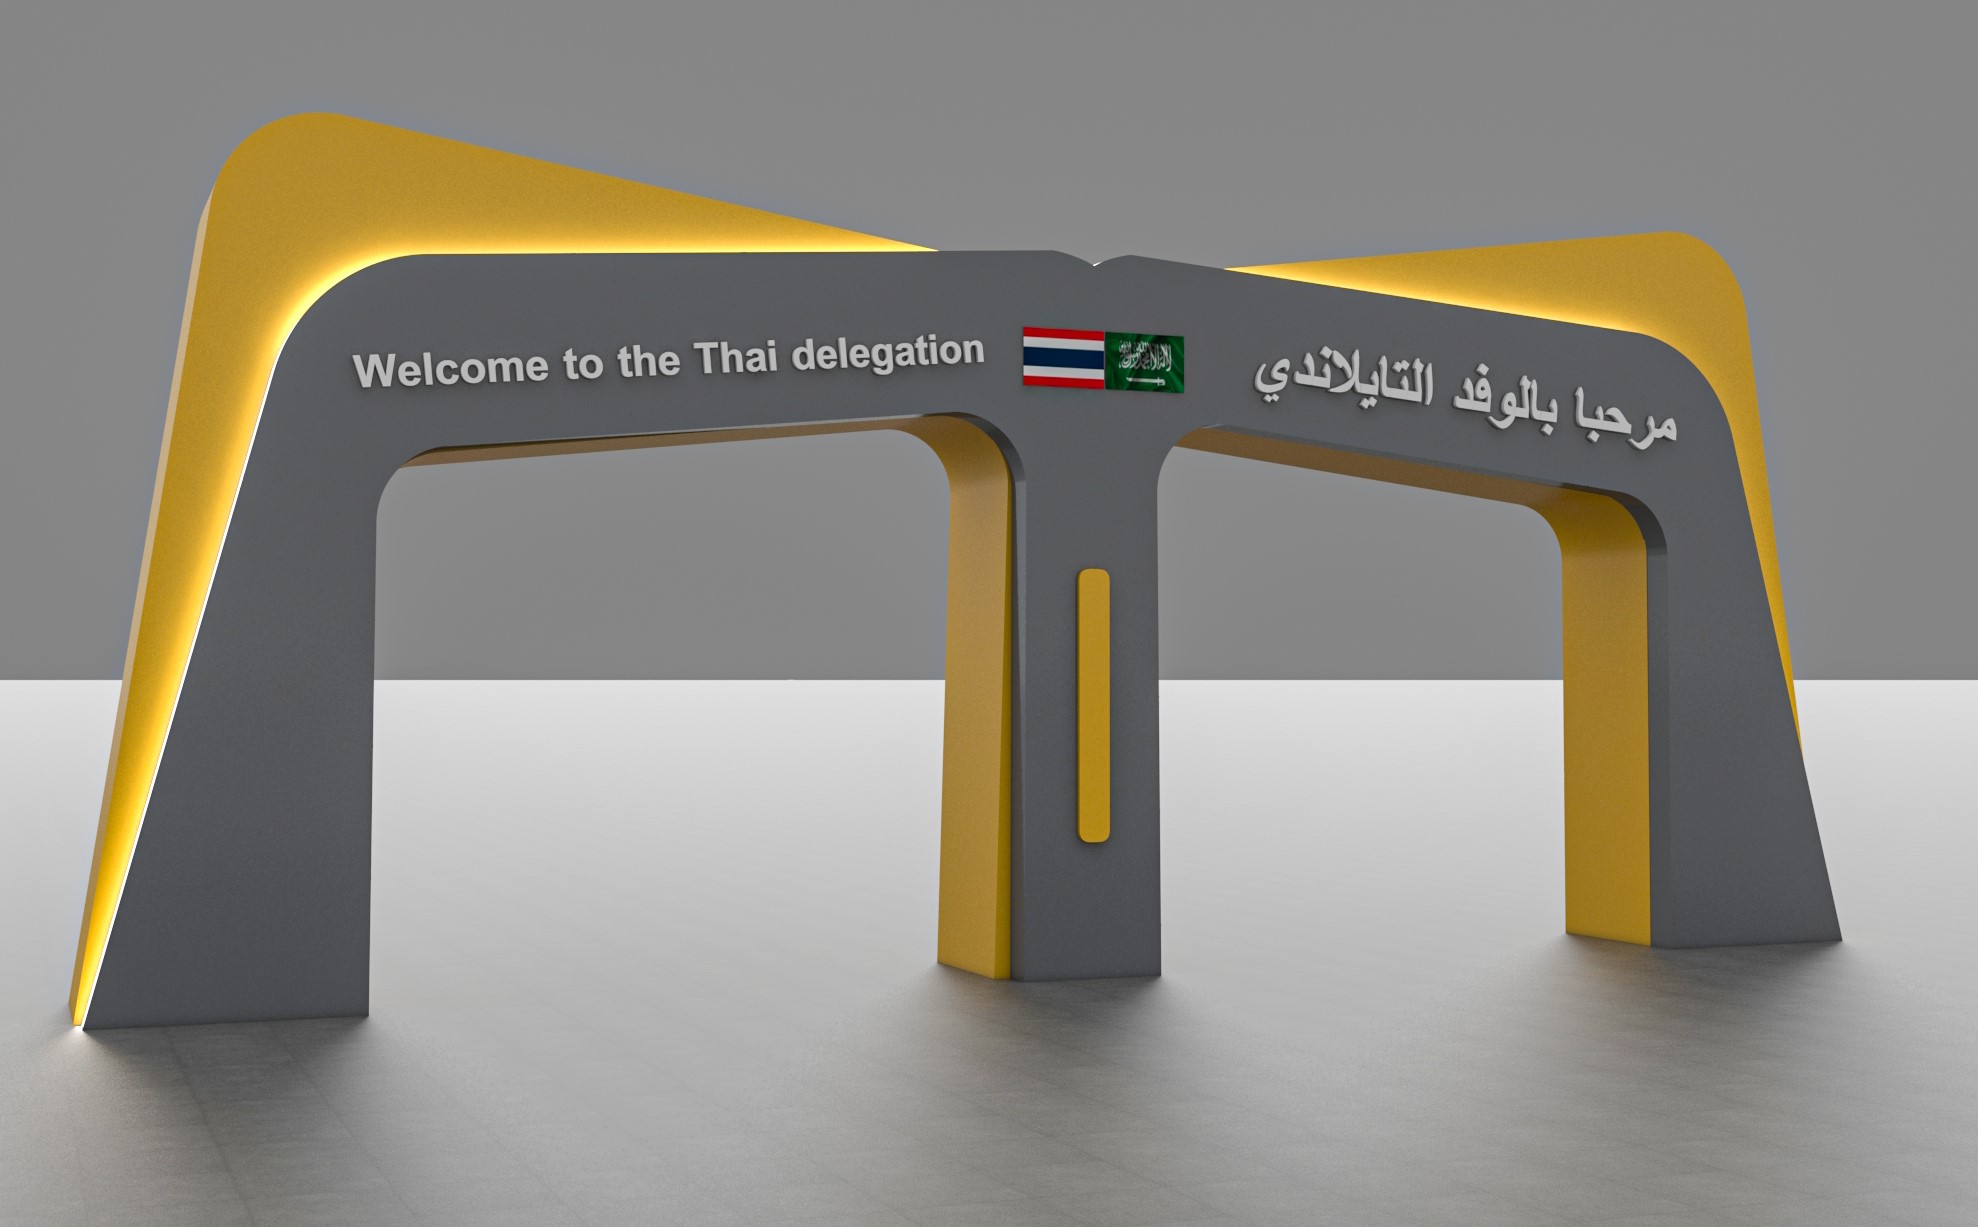 Welcome to the Thai delegation
مرحبا بالوفد التايلاندي